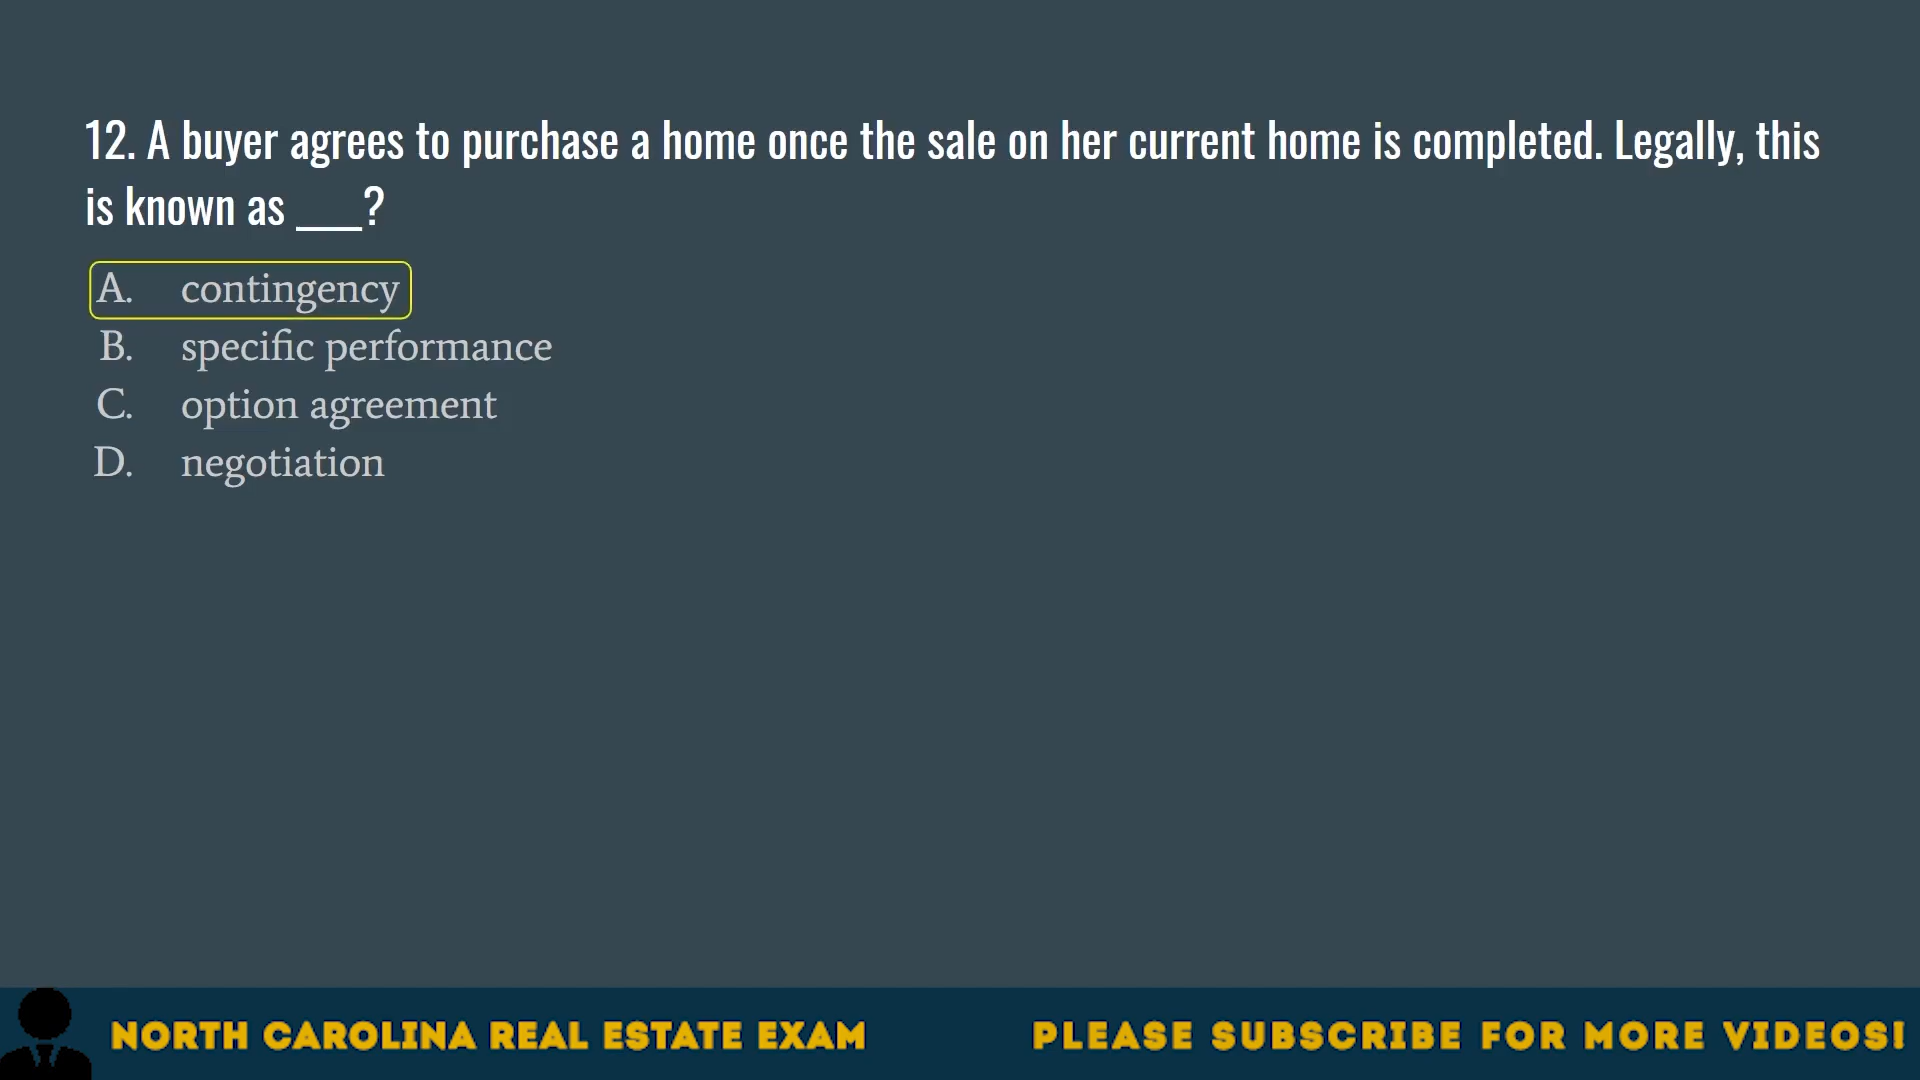 12. A buyer agrees to purchase a home once the sale on her current home is completed. Legally, this
is known as ___?
A. contingency
B. specific performance
C. option agreement
D. negotiation
NORTH CAROLINA REAL ESTATE EXAM PLEASE SUBSCRIBE FOR MORE VIDEOS!